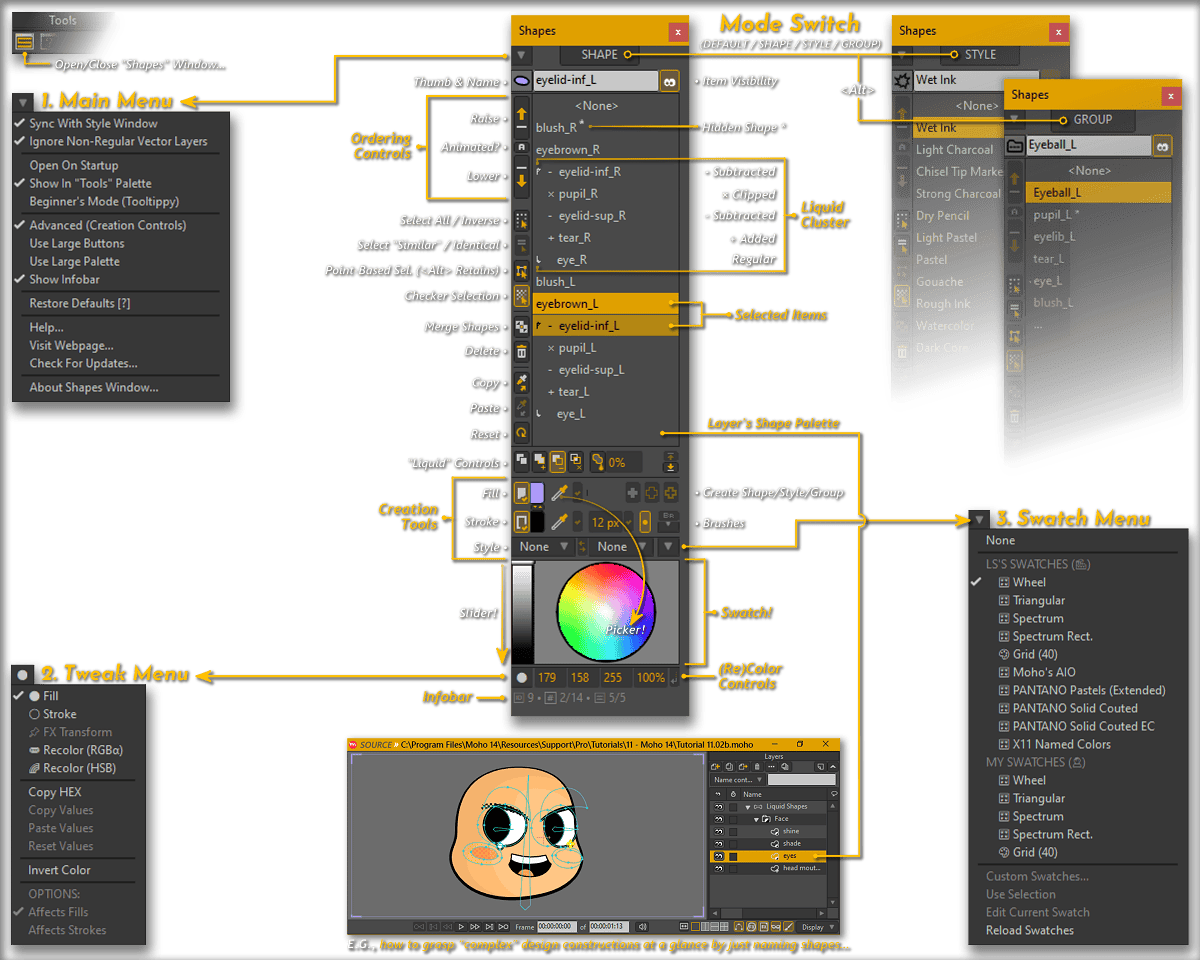 Tools
Open/Close "Shapes" Window...
1. Main Menu
Sync With Style Window
Ignore Non-Regular Vector Layers
Open On Startup
Show In "Tools" Palette
Beginner's Mode (Tooltippy)
Advanced (Creation Controls)
Use Large Buttons
Use Large Palette
Show Infobar
Restore Defaults [?]
Help...
Visit Webpage...
Check For Updates...
About Shapes Window...
Thumb & Name
Ordering Controls
Raise
Animated?
Lower
Select All / Inverse
Select "Similar" / Identical
Point-Based Sel. (<Alt> Retains)
Checker Selection
Merge Shapes
Delete
Copy
Paste
Reset
"Liquid" Controls
Creation Tools
Fill
Stroke
Style
Slider!
Infobar
Shapes
x
SHAPE
eyelid-inf_L
<None>
blush_R *
eyebrown_R
- eyelid-inf_R
× pupil_R
- eyelid-sup_R
+ tear_R
eye_R
blush_L
eyebrown_L
- eyelid-inf_L
× pupil_L
- eyelid-sup_L
+ tear_L
eye_L
0%
12 px
None
None
Picker!
179 158 255 100%
9 • 2/14 • 5/5
Mode Switch
(DEFAULT / SHAPE / STYLE / GROUP)
Item Visibility
<Alt>
Hidden Shape *
- Subtracted
× Clipped
- Subtracted
+ Added
Regular
Liquid Cluster
Selected Items
Layer's Shape Palette
Create Shape/Style/Group
Brushes
Swatch!
(Re)Color Controls
Shapes
x
STYLE
Wet Ink
<None>
Wet Ink
Light Charcoal
Chisel Tip Marke
Strong Charcoal
Dry Pencil
Light Pastel
Pastel
Gouache
Rough Ink
Watercolor
Shapes
x
GROUP
Eyeball_L
<None>
Eyeball_L
pupil_L *
eyelib_L
tear_L
eye_L
blush_L
...
2. Tweak Menu
Fill
Stroke
FX Transform
Recolor (RGBα)
Recolor (HSB)
Copy HEX
Copy Values
Paste Values
Reset Values
Invert Color
OPTIONS:
Affects Fills
Affects Strokes
3. Swatch Menu
None
LS'S SWATCHES
Wheel
Triangular
Spectrum
Spectrum Rect.
Grid (40)
Moho's AIO
PANTANO Pastels (Extended)
PANTANO Solid Couted
PANTANO Solid Couted EC
X11 Named Colors
MY SWATCHES
Wheel
Triangular
Spectrum
Spectrum Rect.
Grid (40)
Custom Swatches...
Use Selection
Edit Current Swatch
Reload Swatches
SOURCE » C:\Program Files\Moho 14\Resources\Support\Pro\Tutorials\11 - Moho 14\Tutorial 11.02b.moho
Layers
Name cont...
Name
Liquid Shapes
Face
shine
shade
eyes
head mout...
Frame 00:00:00:00 of 00:00:01:13
Display
E.G., how to grasp "complex" design constructions at a glance by just naming shapes...